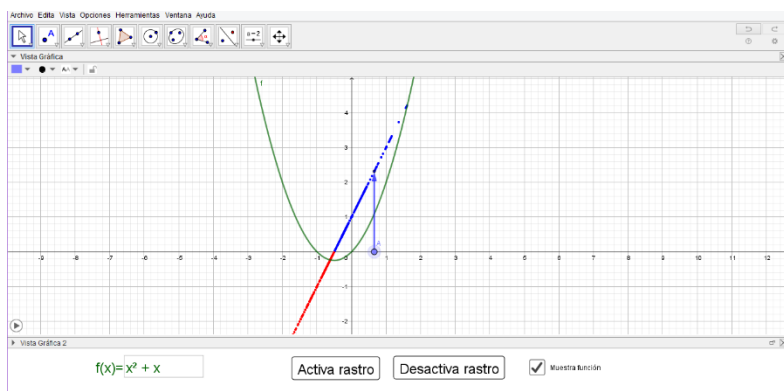 Archivo Edita Vista Opciones Herramientas Ventana Ayuda
A
a=2
Vista Gráfica
AA
f
4
3
2
1
A
-9 -8 -7 -6 -5 -4 -3 -2 -1 0 1 2 3 4 5 6 7 8 9 10 11 12
-1
-2
Vista Gráfica 2
f(x)= x² + x
Activa rastro
Desactiva rastro
Muestra función